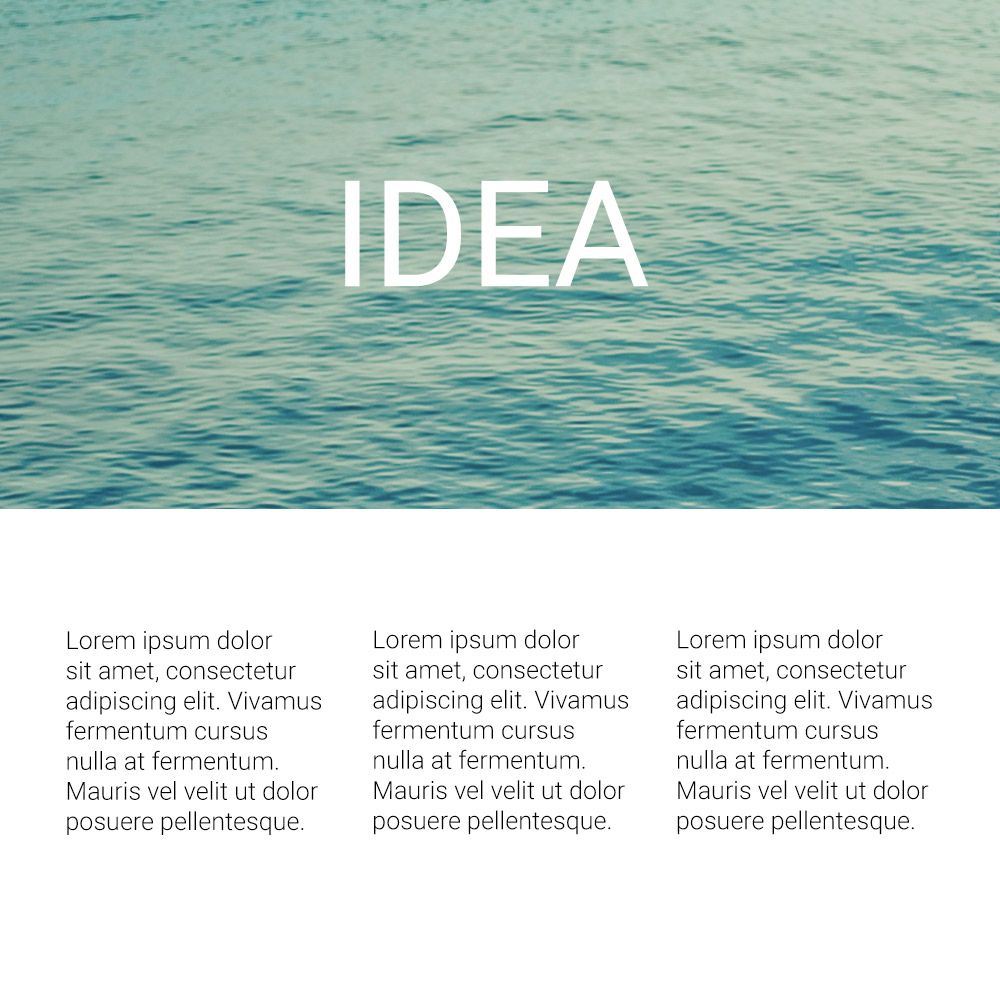 IDEA
Lorem ipsum dolor
sit amet, consectetur
adipiscing elit. Vivamus
fermentum cursus
nulla at fermentum.
Mauris vel velit ut dolor
posuere pellentesque.
Lorem ipsum dolor
sit amet, consectetur
adipiscing elit. Vivamus
fermentum cursus
nulla at fermentum.
Mauris vel velit ut dolor
posuere pellentesque.
Lorem ipsum dolor
sit amet, consectetur
adipiscing elit. Vivamus
fermentum cursus
nulla at fermentum.
Mauris vel velit ut dolor
posuere pellentesque.